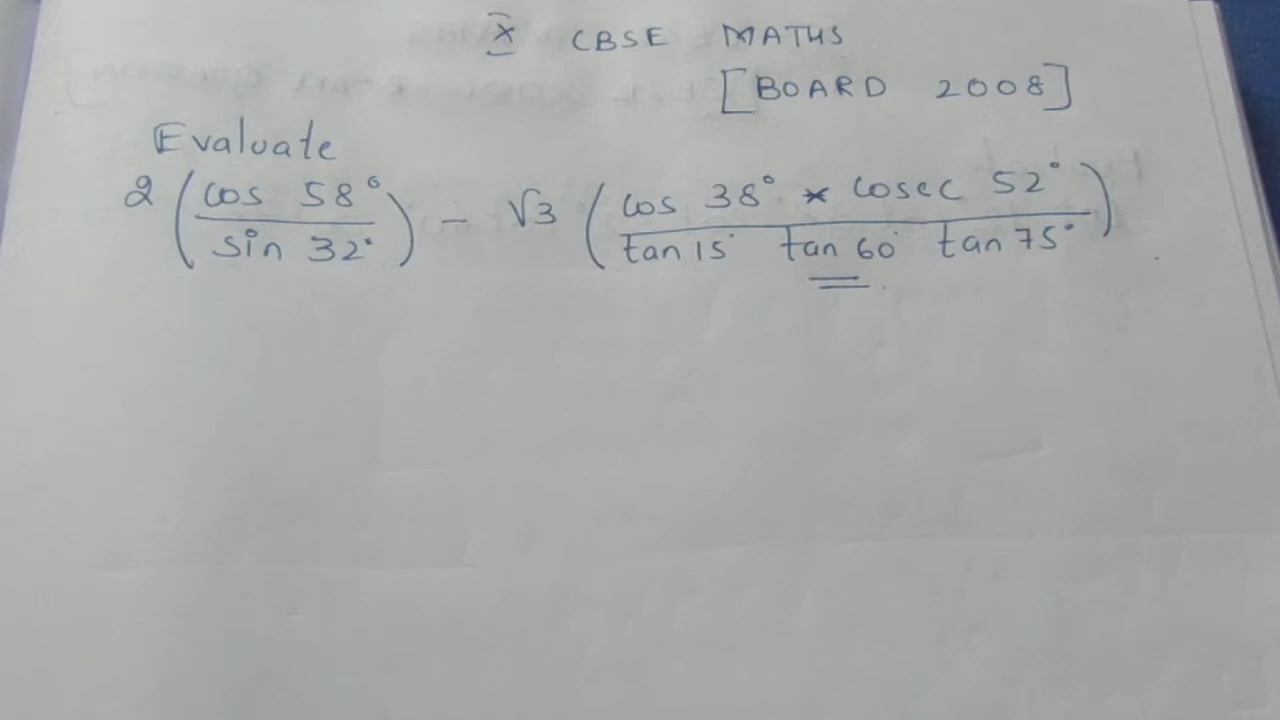 X CBSE MATHS
[BOARD 2008]
Evaluate
2 (cos 58° / sin 32°) - √3 (cos 38° * cosec 52° / tan 15° tan 60° tan 75°)